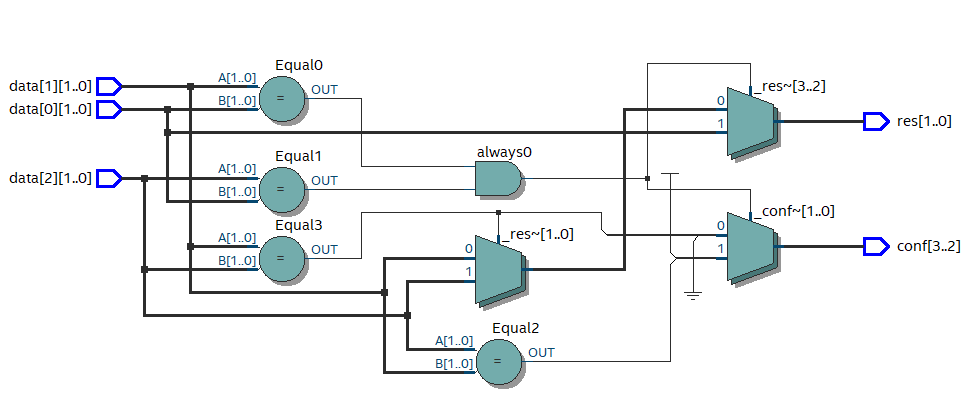 Equal0
data[1][1..0]
A[1..0]
OUT
_res~[3..2]
data[0][1..0]
B[1..0]
=
0
1
res[1..0]
Equal1
always0
data[2][1..0]
A[1..0]
OUT
B[1..0]
=
Equal3
_conf~[1..0]
A[1..0]
OUT
_res~[1..0]
0
B[1..0]
=
0
1
1
conf[3..2]
Equal2
A[1..0]
OUT
B[1..0]
=